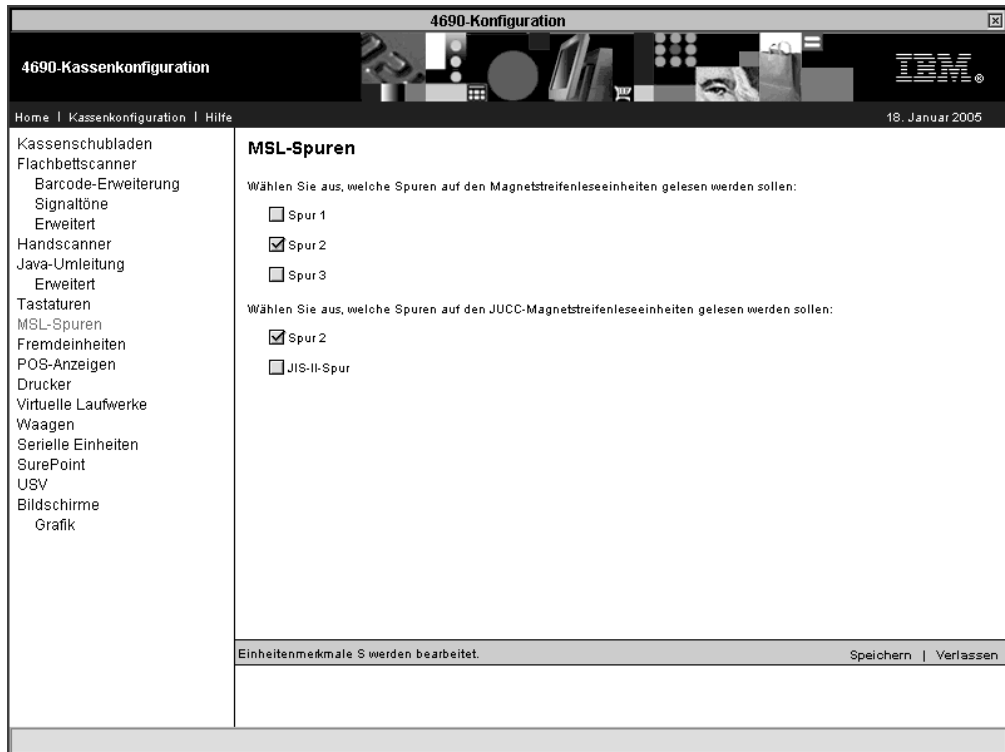 4690-Konfiguration
4690-Kassenkonfiguration
IBM®
Home | Kassenkonfiguration | Hilfe
18. Januar 2005
Kassenschubladen
Flachbettscanner
Barcode-Erweiterung
Signaltöne
Erweitert
Handscanner
Java-Umleitung
Erweitert
Tastaturen
MSL-Spuren
Fremdeinheiten
POS-Anzeigen
Drucker
Virtuelle Laufwerke
Waagen
Serielle Einheiten
SurePoint
USV
Bildschirme
Grafik
MSL-Spuren
Wählen Sie aus, welche Spuren auf den Magnetstreifenleseeinheiten gelesen werden sollen:
Spur 1
Spur 2
Spur 3
Wählen Sie aus, welche Spuren auf den JUCC-Magnetstreifenleseeinheiten gelesen werden sollen:
Spur 2
JIS-II-Spur
Einheitenmerkmale S werden bearbeitet.
Speichern | Verlassen